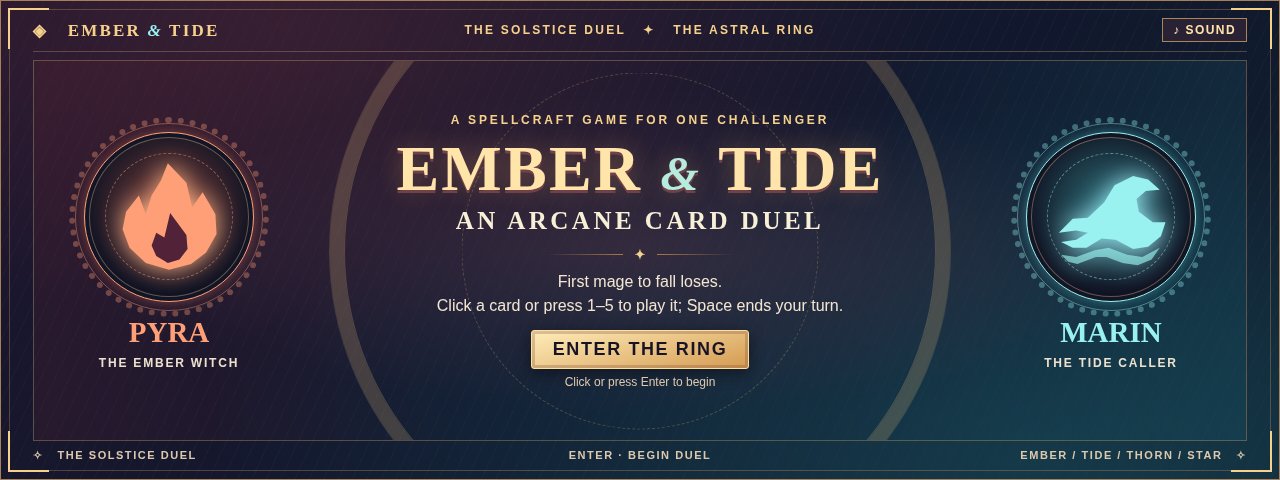 ◈ EMBER & TIDE
THE SOLSTICE DUEL ✦ THE ASTRAL RING
♪ SOUND
A SPELLCRAFT GAME FOR ONE CHALLENGER
EMBER & TIDE
AN ARCANE CARD DUEL
✦
First mage to fall loses.
Click a card or press 1–5 to play it; Space ends your turn.
ENTER THE RING
Click or press Enter to begin
PYRA
THE EMBER WITCH
MARIN
THE TIDE CALLER
✧ THE SOLSTICE DUEL
ENTER · BEGIN DUEL
EMBER / TIDE / THORN / STAR ✧